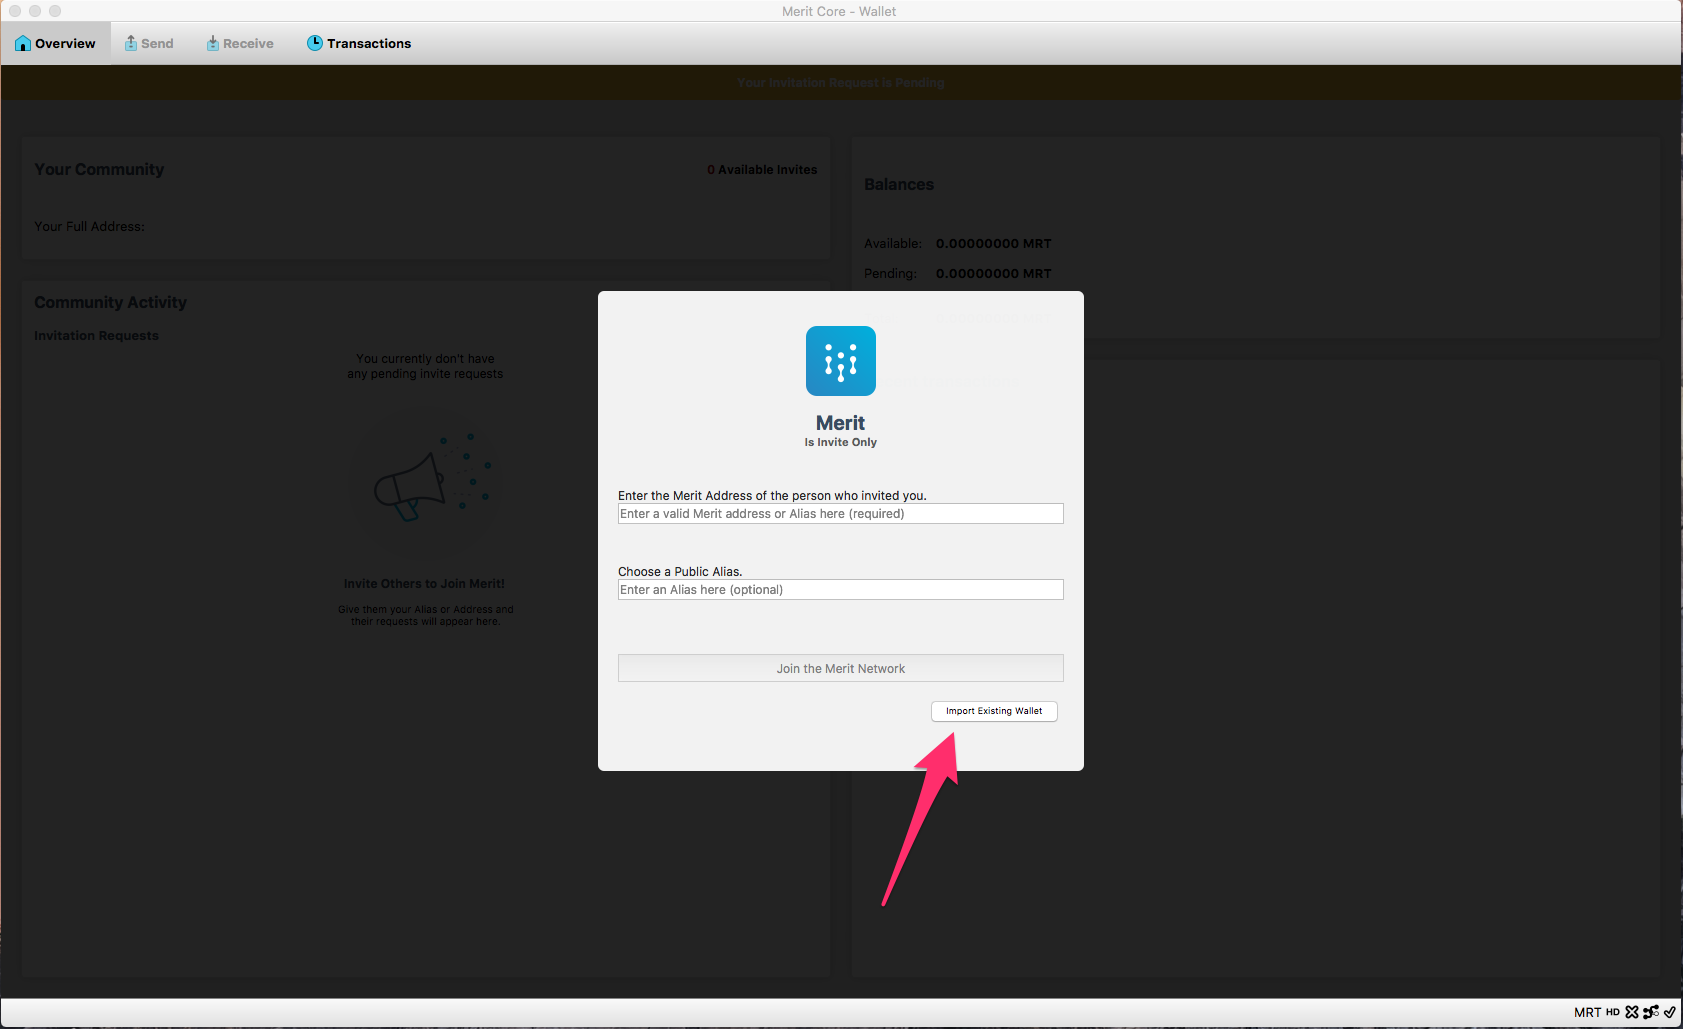 Merit Core - Wallet
Overview
Send
Receive
Transactions
Your Invitation Request is Pending
Your Community
0 Available Invites
Your Full Address:
Balances
Available: 0.00000000 MRT
Pending: 0.00000000 MRT
Community Activity
Invitation Requests
You currently don't have
any pending invite requests
Invite Others to Join Merit!
Give them your Alias or Address and
their requests will appear here.
Merit
Is Invite Only
Enter the Merit Address of the person who invited you.
Enter a valid Merit address or Alias here (required)
Choose a Public Alias.
Enter an Alias here (optional)
Join the Merit Network
Import Existing Wallet
MRT HD